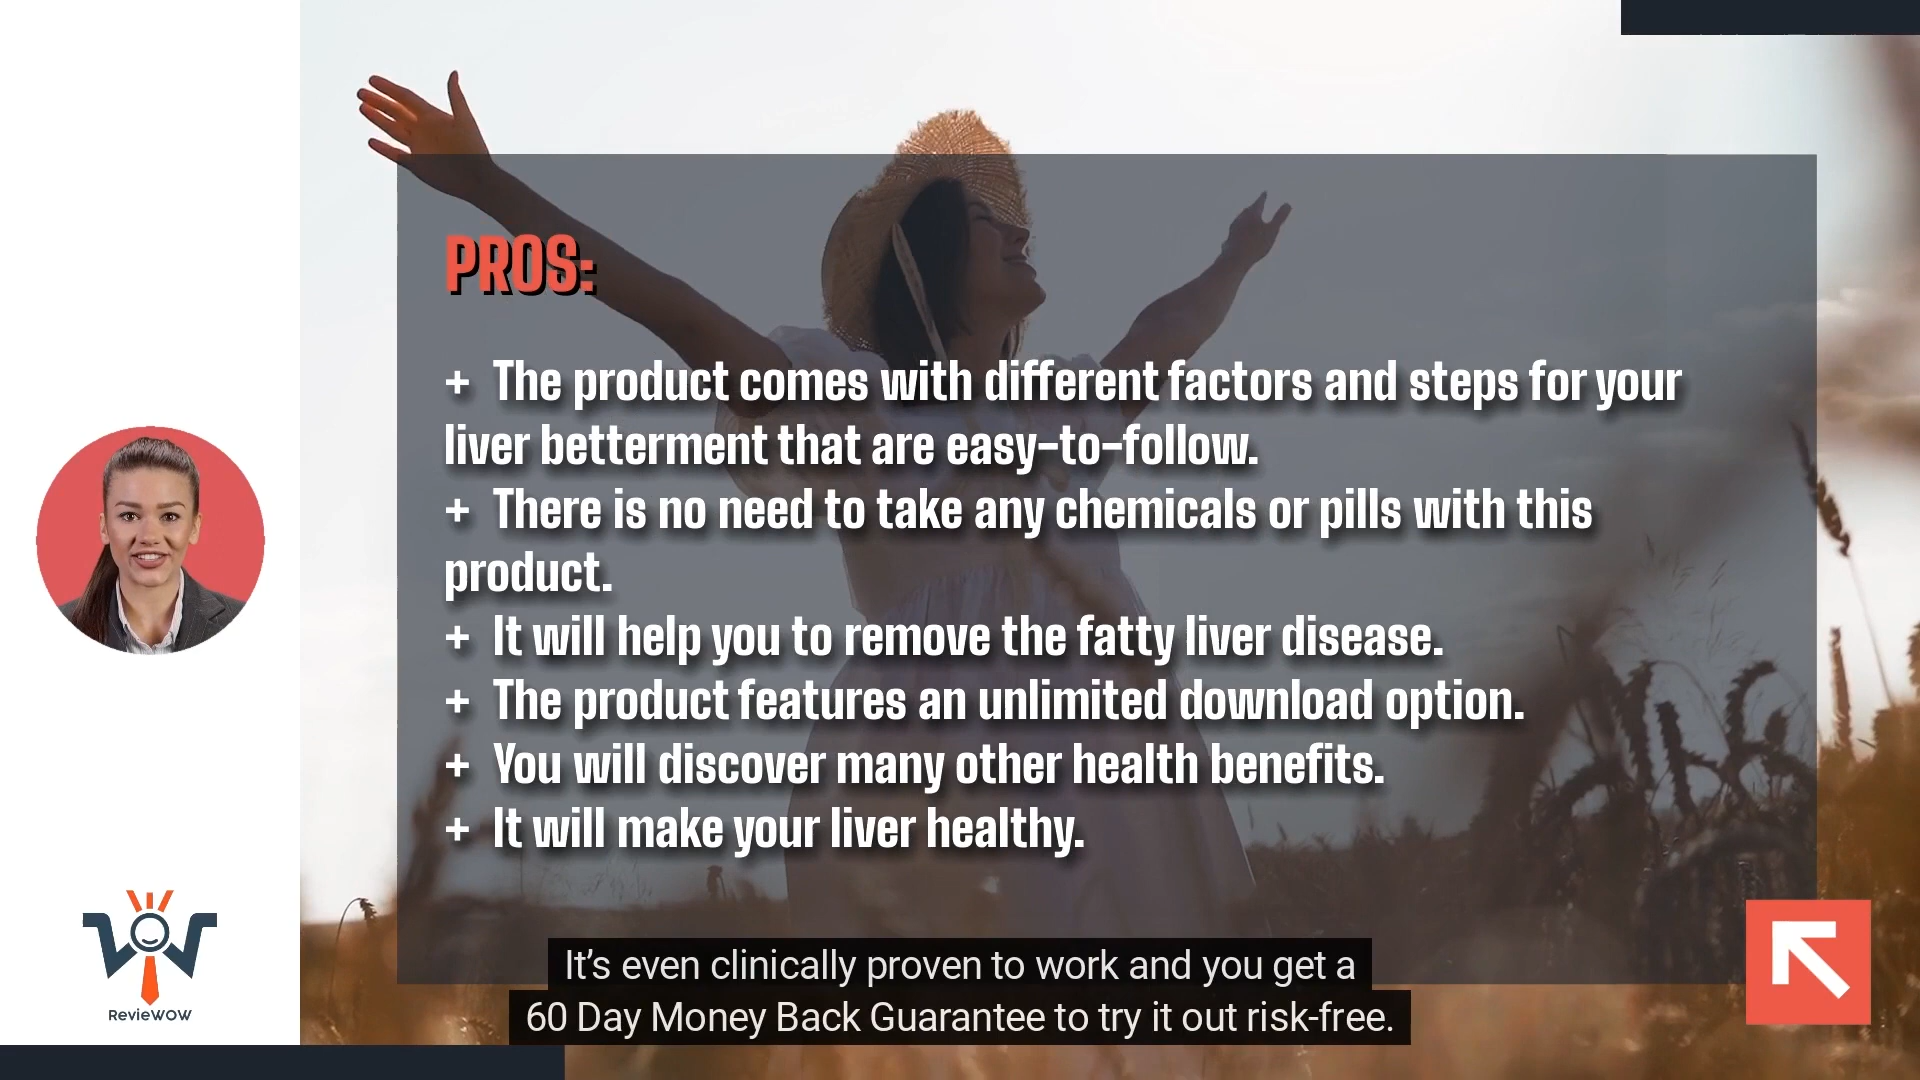 PROS:
+ The product comes with different factors and steps for your
liver betterment that are easy-to-follow.
+ There is no need to take any chemicals or pills with this
product.
+ It will help you to remove the fatty liver disease.
+ The product features an unlimited download option.
+ You will discover many other health benefits.
+ It will make your liver healthy.
It's even clinically proven to work and you get a
60 Day Money Back Guarantee to try it out risk-free.
RevieWOW